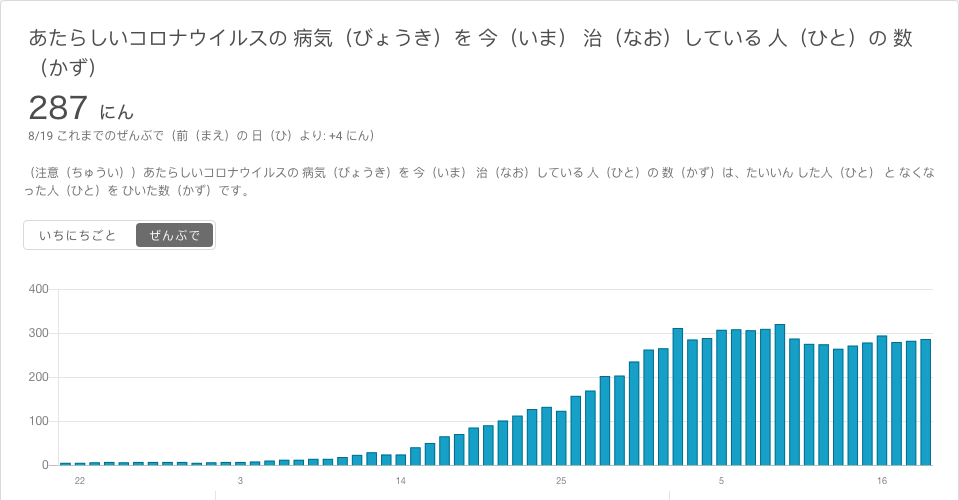 あたらしいコロナウイルスの 病気（びょうき）を 今（いま） 治（なお）している 人（ひと）の 数
（かず）
287 にん
8/19 これまでのぜんぶで（前（まえ）の 日（ひ）より: +4 にん）
（注意（ちゅうい））あたらしいコロナウイルスの 病気（びょうき）を 今（いま） 治（なお）している 人（ひと）の 数（かず）は、たいいん した人（ひと） と なくな
った人（ひと）を ひいた数（かず）です。
いちにちごと ぜんぶで
400
300
200
100
0
22 3 14 25 5 16